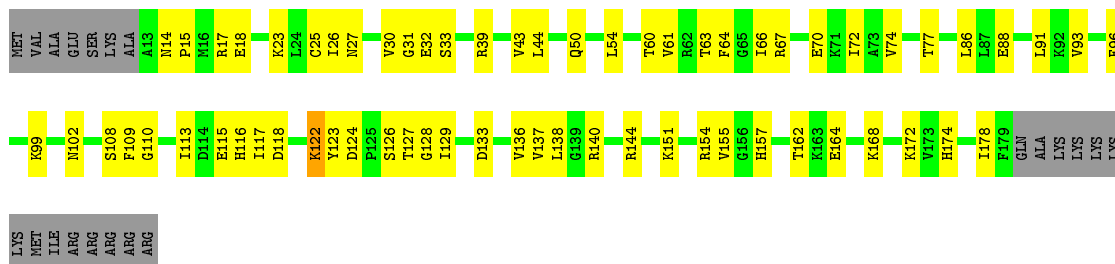 MET VAL ALA GLU SER LYS ALA A13 N14 P15 M16 R17 E18 K23 L24 C25 I26 N27 V30 G31 E32 S33 R39 V43 L44 Q50 L54 T60 V61 R62 T63 F64 G65 I66 R67 E70 K71 I72 A73 V74 T77 L86 L87 E88 L91 K92 V93
K99 N102 S108 F109 G110 I113 D114 E115 H116 I117 D118 K122 Y123 D124 P125 S126 T127 G128 I129 D133 V136 V137 L138 G139 R140 R144 K151 R154 V155 G156 H157 T162 K163 E164 K168 K172 V173 H174 I178 F179 GLN ALA LYS LYS LYS LYS
LYS MET ILE ARG ARG ARG ARG ARG